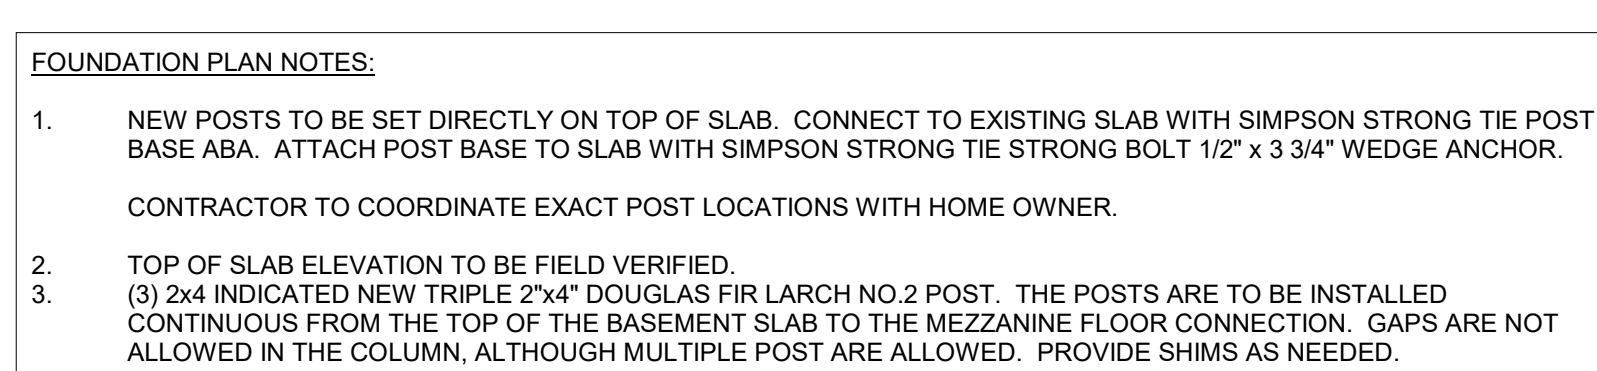 FOUNDATION PLAN NOTES:
1. NEW POSTS TO BE SET DIRECTLY ON TOP OF SLAB. CONNECT TO EXISTING SLAB WITH SIMPSON STRONG TIE POST
BASE ABA. ATTACH POST BASE TO SLAB WITH SIMPSON STRONG TIE STRONG BOLT 1/2" x 3 3/4" WEDGE ANCHOR.
CONTRACTOR TO COORDINATE EXACT POST LOCATIONS WITH HOME OWNER.
2. TOP OF SLAB ELEVATION TO BE FIELD VERIFIED.
3. (3) 2x4 INDICATED NEW TRIPLE 2"x4" DOUGLAS FIR LARCH NO.2 POST. THE POSTS ARE TO BE INSTALLED
CONTINUOUS FROM THE TOP OF THE BASEMENT SLAB TO THE MEZZANINE FLOOR CONNECTION. GAPS ARE NOT
ALLOWED IN THE COLUMN, ALTHOUGH MULTIPLE POST ARE ALLOWED. PROVIDE SHIMS AS NEEDED.